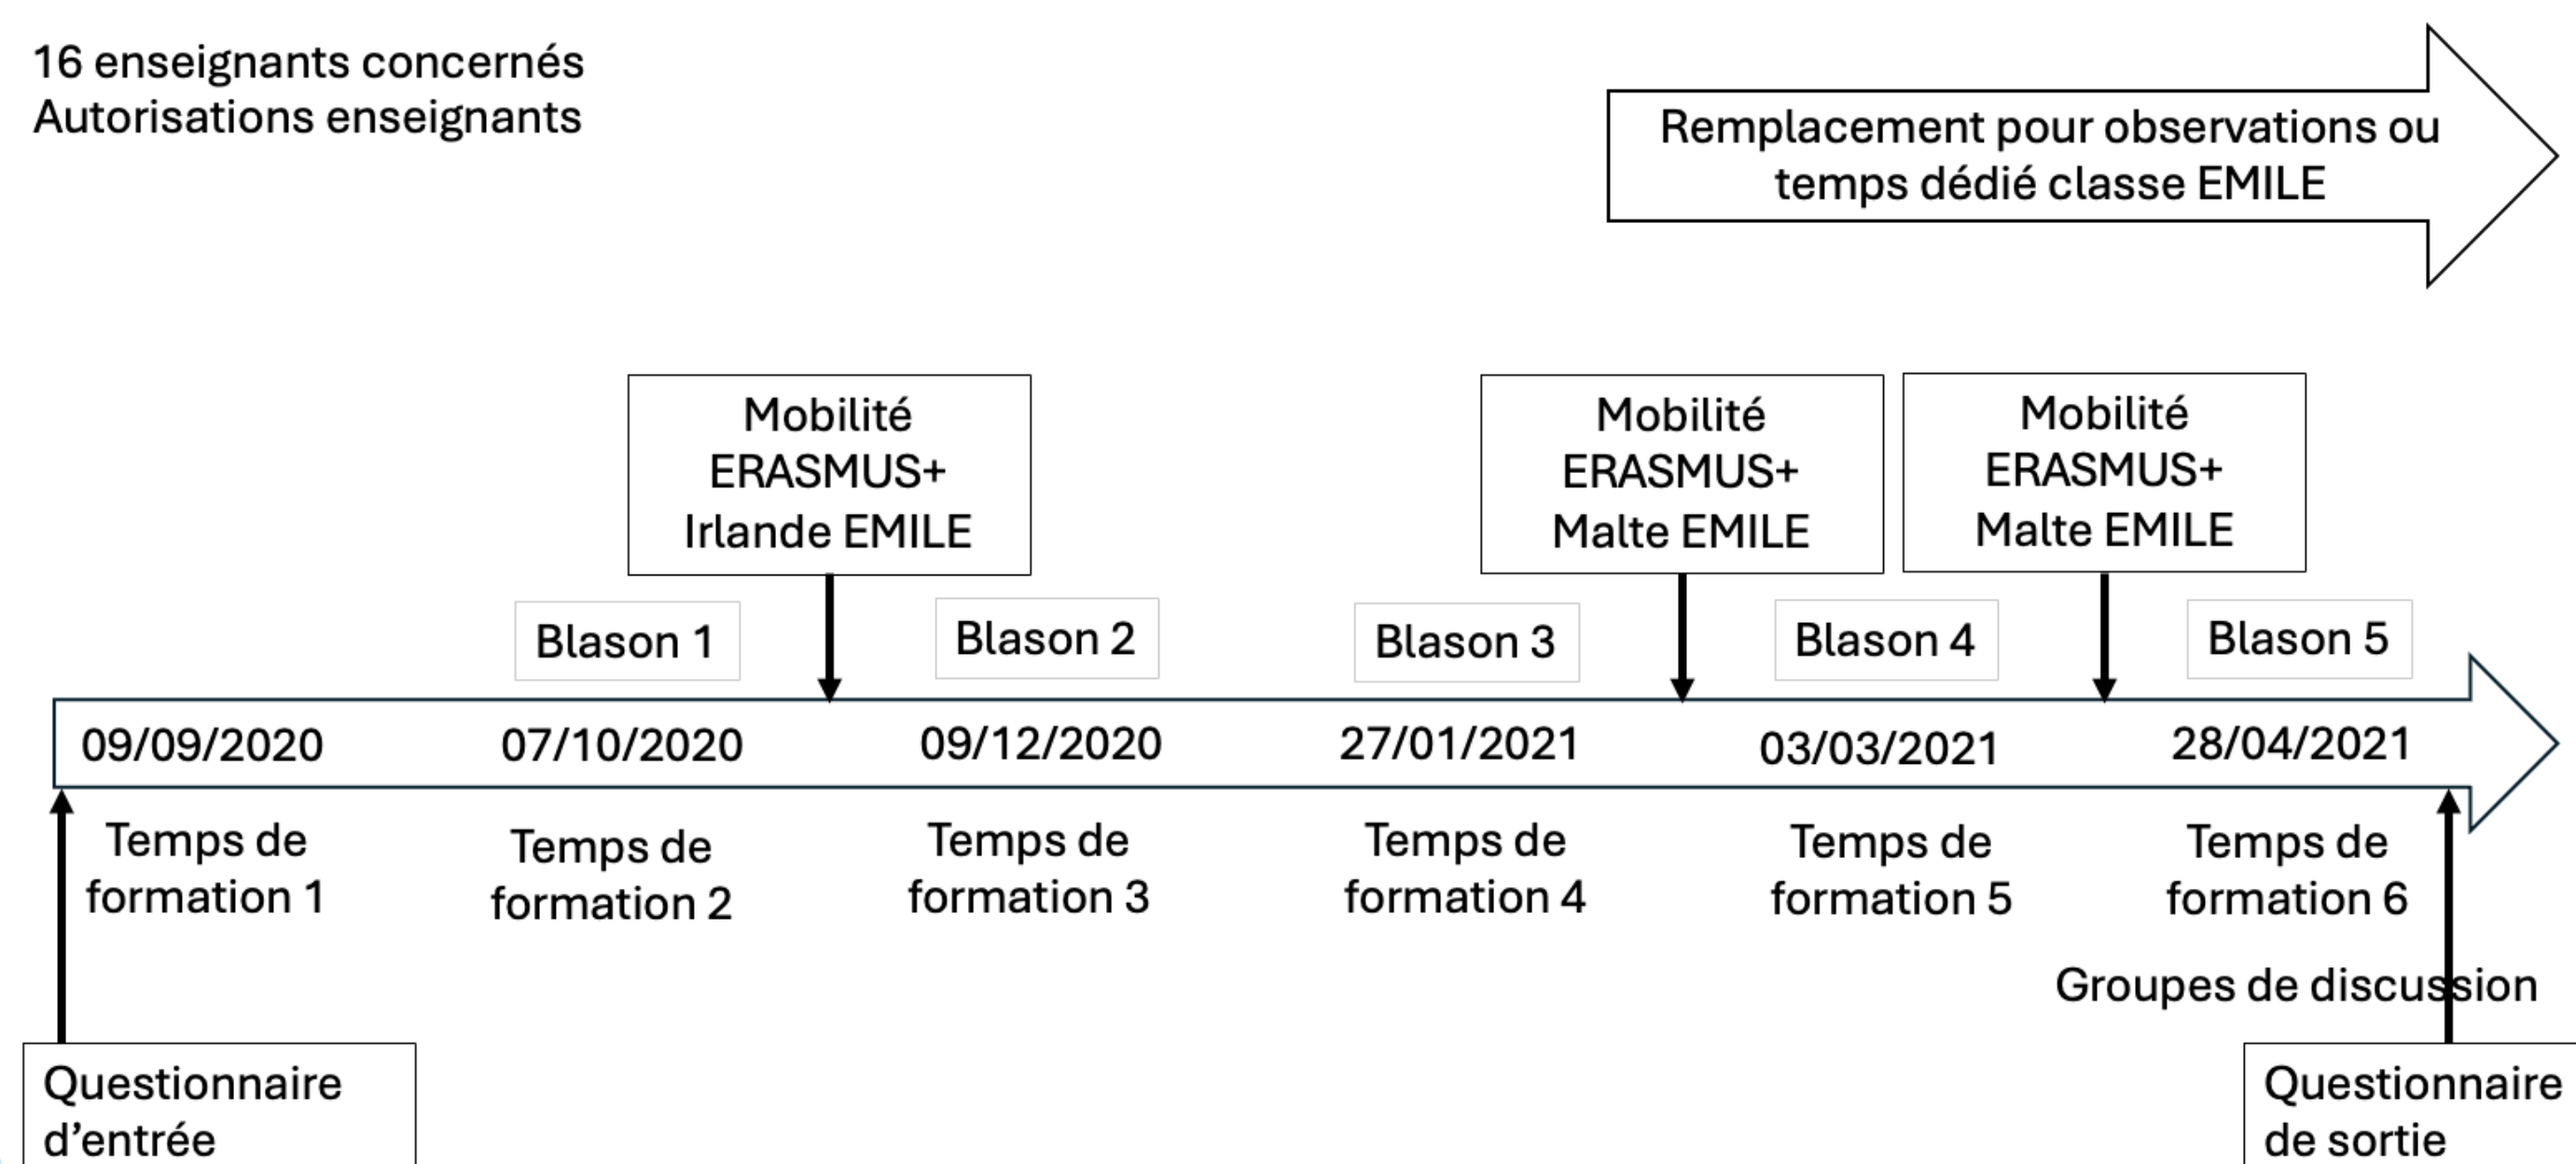 16 enseignants concernés
Autorisations enseignants
Remplacement pour observations ou
temps dédié classe EMILE
Mobilité
ERASMUS+
Irlande EMILE
Mobilité
ERASMUS+
Malte EMILE
Mobilité
ERASMUS+
Malte EMILE
Blason 1
Blason 2
Blason 3
Blason 4
Blason 5
09/09/2020
07/10/2020
09/12/2020
27/01/2021
03/03/2021
28/04/2021
Temps de
formation 1
Temps de
formation 2
Temps de
formation 3
Temps de
formation 4
Temps de
formation 5
Temps de
formation 6
Groupes de discussion
Questionnaire
d’entrée
Questionnaire
de sortie